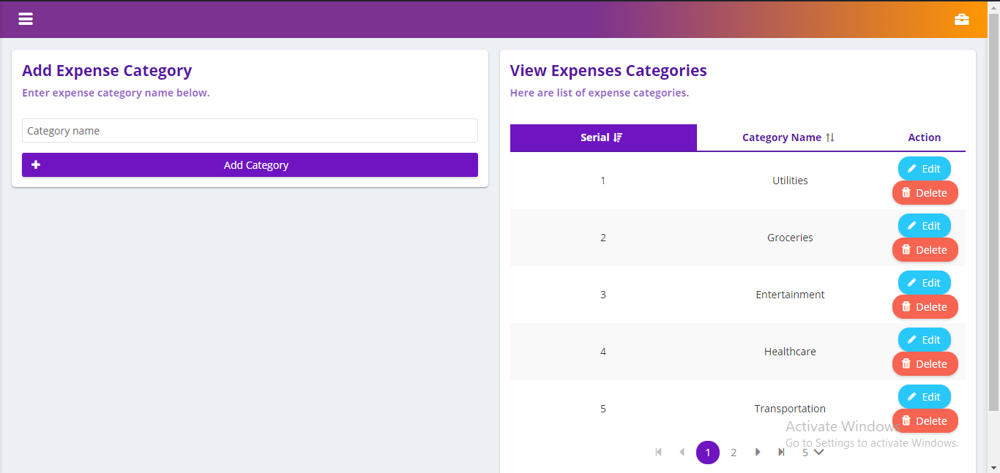 Add Expense Category
Enter expense category name below.
Category name
Add Category
View Expenses Categories
Here are list of expense categories.
Serial Category Name Action
1 Utilities Edit Delete
2 Groceries Edit Delete
3 Entertainment Edit Delete
4 Healthcare Edit Delete
5 Transportation Edit Delete
1 2 5
Activate Windows
Go to Settings to activate Windows.